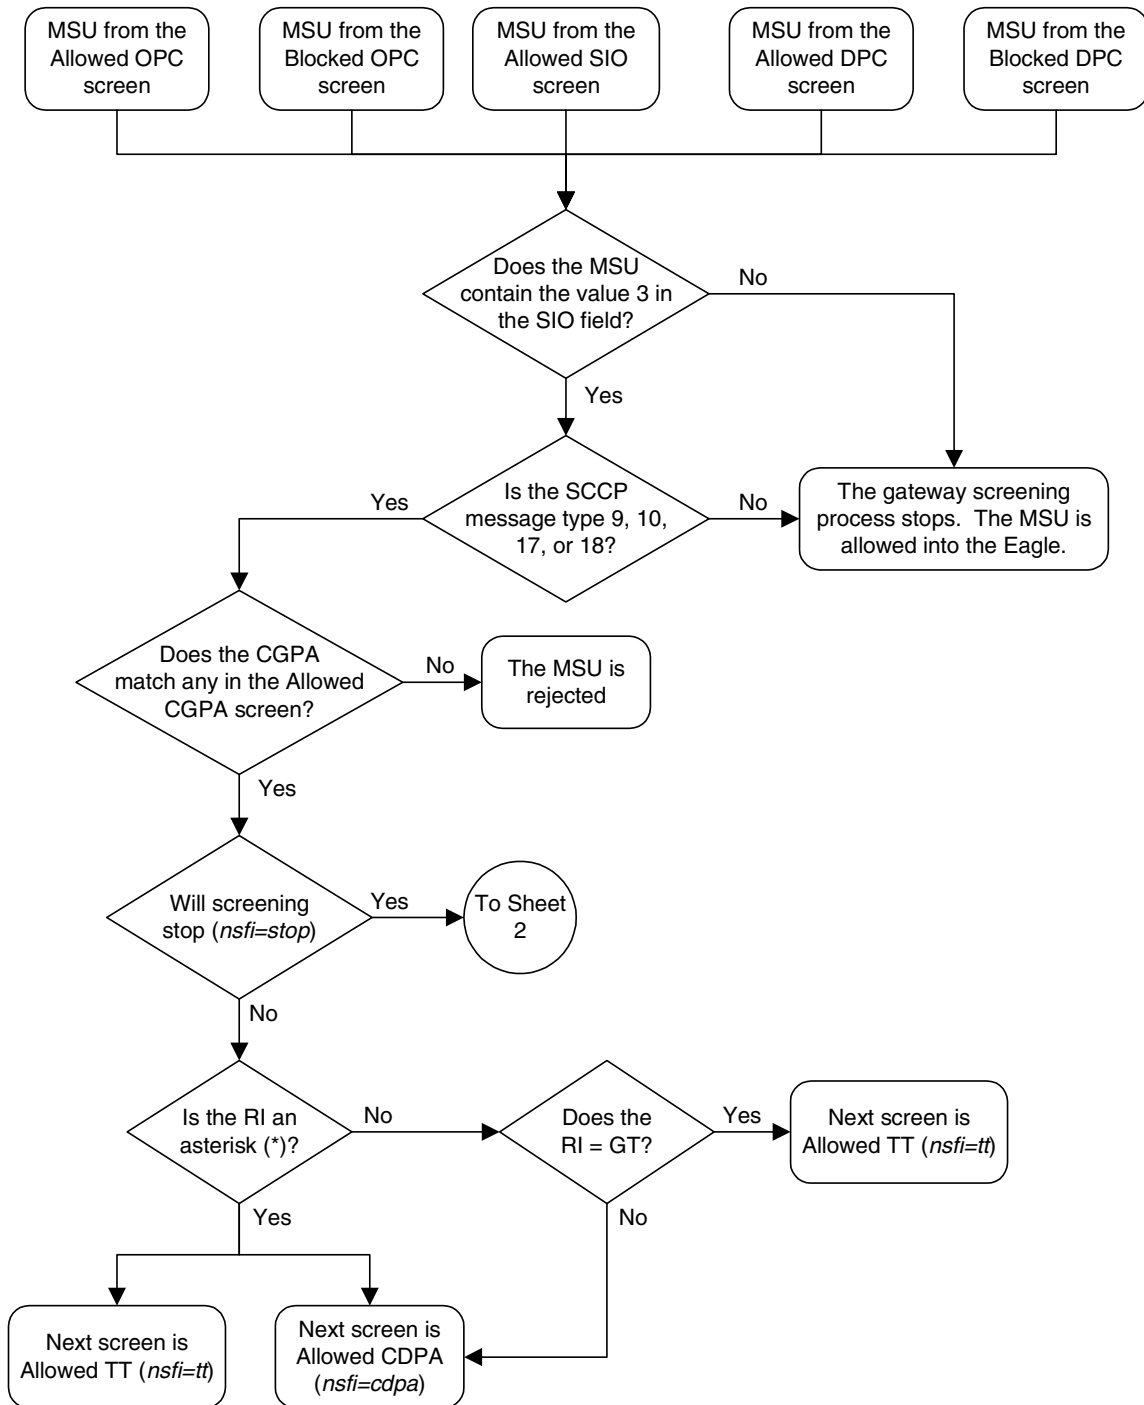 MSU from the
Allowed OPC
screen
MSU from the
Blocked OPC
screen
MSU from the
Allowed SIO
screen
MSU from the
Allowed DPC
screen
MSU from the
Blocked DPC
screen
Does the MSU
contain the value 3 in
the SIO field?
No
Yes
Is the SCCP
message type 9, 10,
17, or 18?
Yes
No
The gateway screening
process stops. The MSU is
allowed into the Eagle.
Does the CGPA
match any in the Allowed
CGPA screen?
No
The MSU is
rejected
Yes
Will screening
stop (nsfi=stop)
Yes
To Sheet
2
No
Is the RI an
asterisk (*)?
No
Does the
RI = GT?
Yes
Next screen is
Allowed TT (nsfi=tt)
Yes
No
Next screen is
Allowed TT (nsfi=tt)
Next screen is
Allowed CDPA
(nsfi=cdpa)